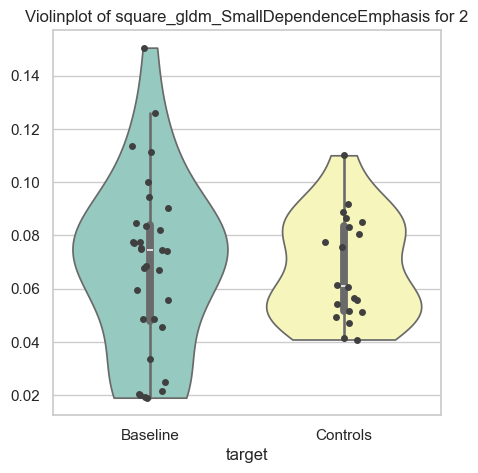 Violinplot of square_gldm_SmallDependenceEmphasis for 2
0.14
0.12
0.10
0.08
0.06
0.04
0.02
Baseline
Controls
target